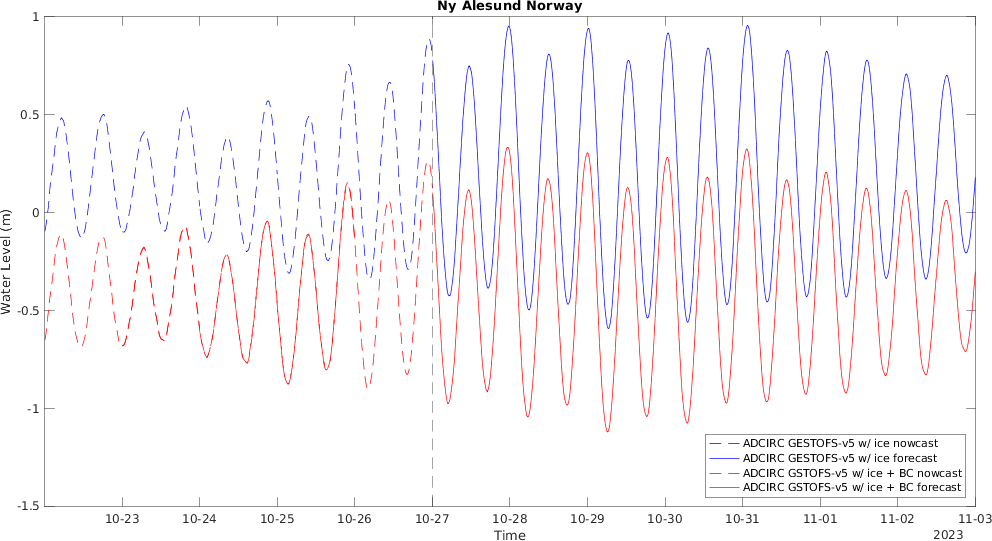 Ny Alesund Norway
Water Level (m)
1
0.5
0
-0.5
-1
-1.5
ADCIRC GESTOFS-v5 w/ ice nowcast
ADCIRC GESTOFS-v5 w/ ice forecast
ADCIRC GSTOFS-v5 w/ ice + BC nowcast
ADCIRC GSTOFS-v5 w/ ice + BC forecast
10-23 10-24 10-25 10-26 10-27 10-28 10-29 10-30 10-31 11-01 11-02 11-03
Time
2023